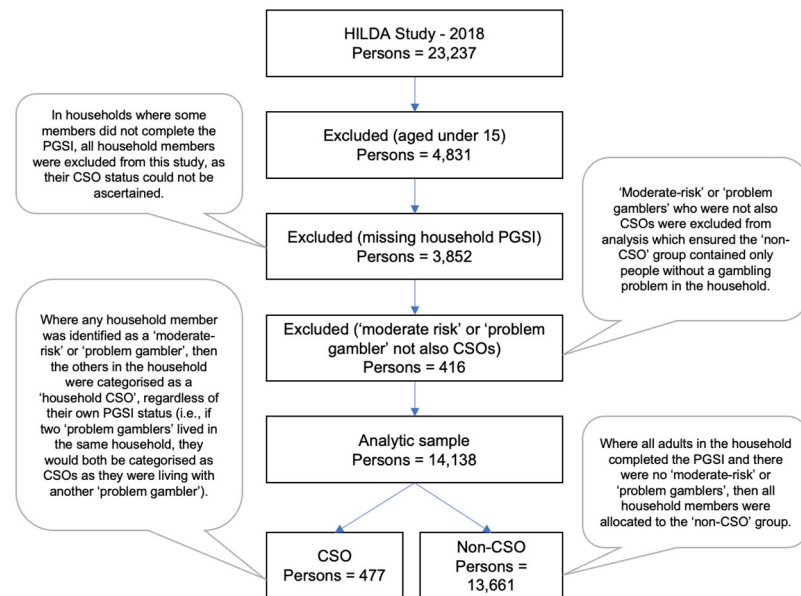 HILDA Study - 2018
Persons = 23,237
In households where some
members did not complete the
PGSI, all household members
were excluded from this study, as
their CSO status could not be
ascertained.
Excluded (aged under 15)
Persons = 4,831
‘Moderate-risk’ or ‘problem
gamblers’ who were not also
CSOs were excluded from
analysis which ensured the ‘non-
CSO’ group contained only
people without a gambling
problem in the household.
Excluded (missing household PGSI)
Persons = 3,852
Where any household member
was identified as a ‘moderate-
risk’ or ‘problem gambler’, then
the others in the household
were categorised as a
‘household CSO’, regardless of
their own PGSI status (i.e., if
two ‘problem gamblers’ lived in
the same household, they
would both be categorised as
CSOs as they were living with
another ‘problem gambler’).
Excluded (‘moderate risk’ or ‘problem
gambler’ not also CSOs)
Persons = 416
Analytic sample
Persons = 14,138
Where all adults in the household
completed the PGSI and there
were no ‘moderate-risk’ or
‘problem gamblers’, then all
household members were
allocated to the ‘non-CSO’ group.
CSO
Persons = 477
Non-CSO
Persons =
13,661